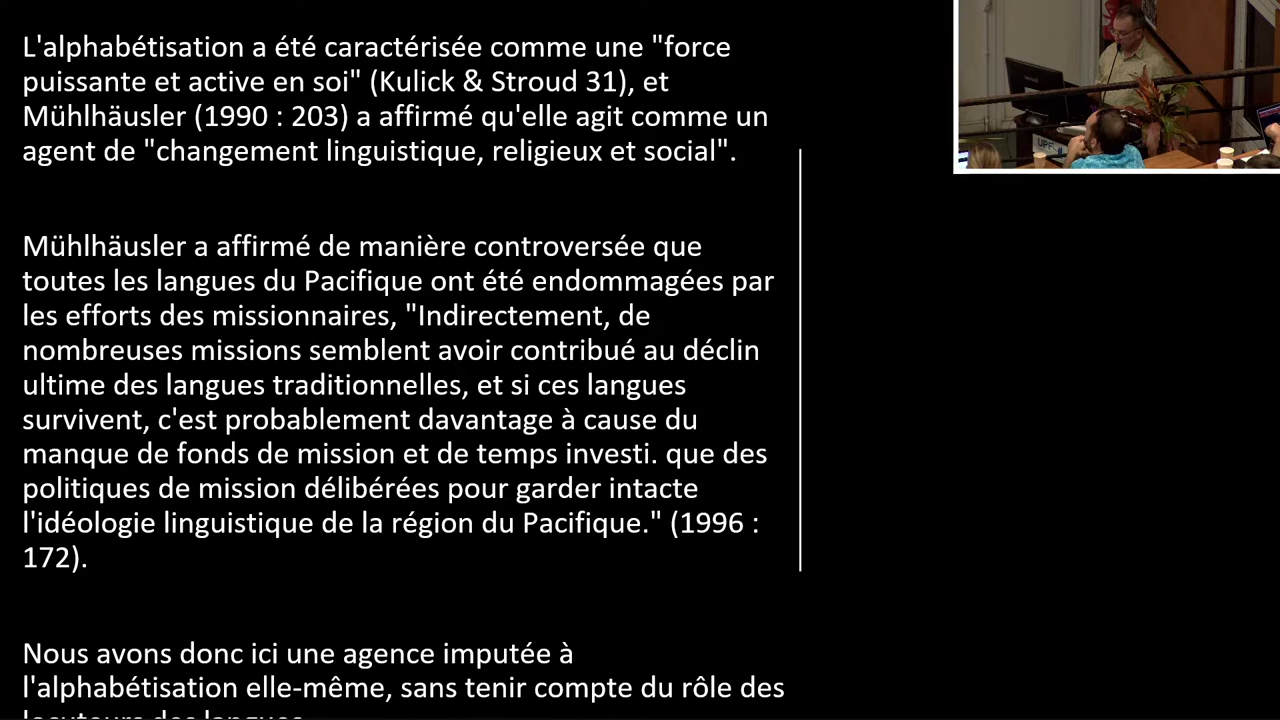 L'alphabétisation a été caractérisée comme une "force
puissante et active en soi" (Kulick & Stroud 31), et
Mühlhäusler (1990 : 203) a affirmé qu'elle agit comme un
agent de "changement linguistique, religieux et social".
Mühlhäusler a affirmé de manière controversée que
toutes les langues du Pacifique ont été endommagées par
les efforts des missionnaires, "Indirectement, de
nombreuses missions semblent avoir contribué au déclin
ultime des langues traditionnelles, et si ces langues
survivent, c'est probablement davantage à cause du
manque de fonds de mission et de temps investi. que des
politiques de mission délibérées pour garder intacte
l'idéologie linguistique de la région du Pacifique." (1996 :
172).
Nous avons donc ici une agence imputée à
l'alphabétisation elle-même, sans tenir compte du rôle des
locuteurs des langues
UPF